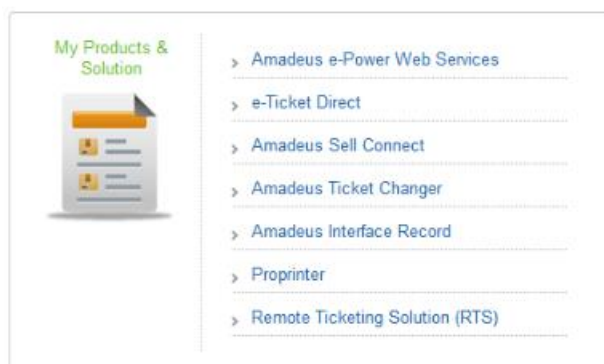 My Products &
Solution
Amadeus e-Power Web Services
e-Ticket Direct
Amadeus Sell Connect
Amadeus Ticket Changer
Amadeus Interface Record
Proprinter
Remote Ticketing Solution (RTS)